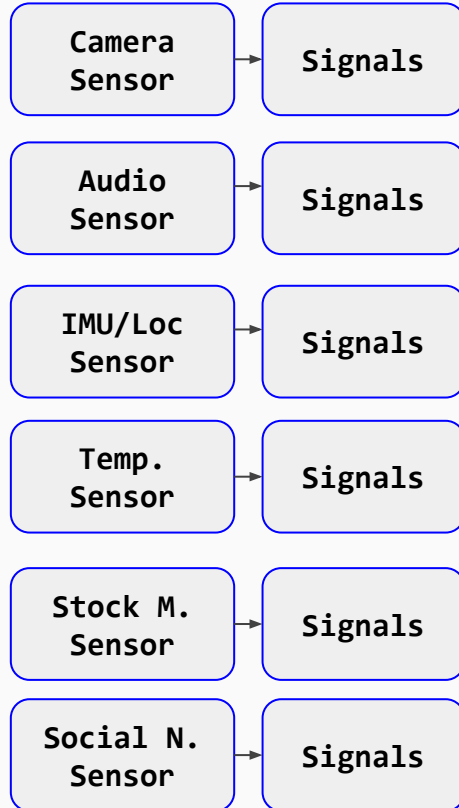 Camera
Sensor
Signals
Audio
Sensor
Signals
IMU/Loc
Sensor
Signals
Temp.
Sensor
Signals
Stock M.
Sensor
Signals
Social N.
Sensor
Signals